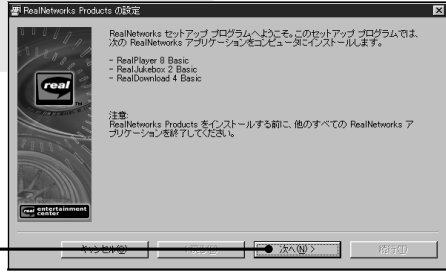 RealNetworks Products の設定
RealNetworks セットアップ プログラムへようこそ。このセットアップ プログラムでは、
次の RealNetworks アプリケーションをコンピュータにインストールします。
- RealPlayer 8 Basic
- RealJukebox 2 Basic
- RealDownload 4 Basic
注意:
RealNetworks Products をインストールする前に、他のすべての RealNetworks ア
プリケーションを終了してください。
real
real entertainment
center
キャンセル(C)
次へ(N) >